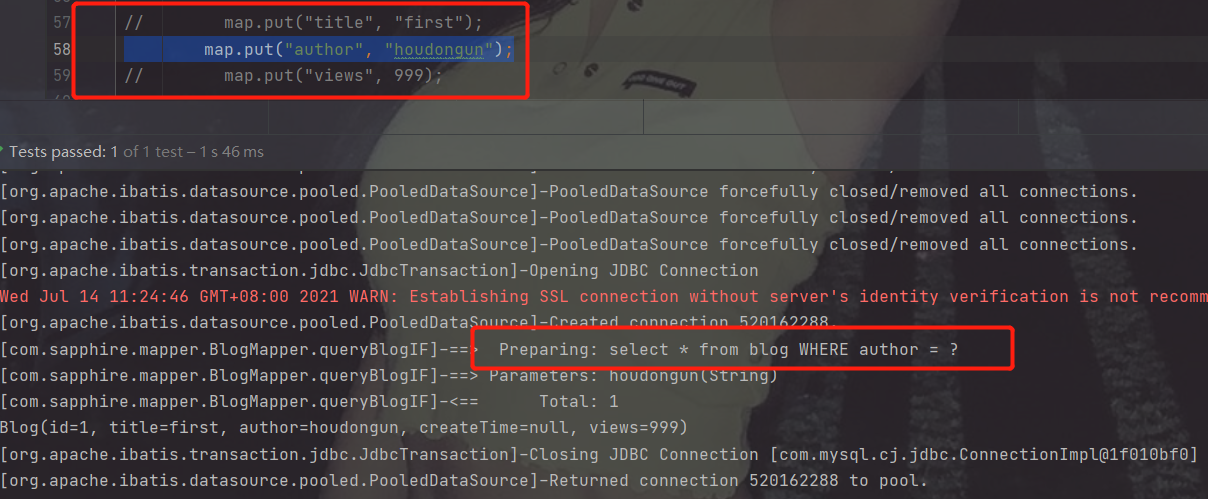 57 // map.put("title", "first");
58 map.put("author", "houdongun");
59 // map.put("views", 999);
Tests passed: 1 of 1 test – 1 s 46 ms
[org.apache.ibatis.datasource.pooled.PooledDataSource]-PooledDataSource forcefully closed/removed all connections.
[org.apache.ibatis.datasource.pooled.PooledDataSource]-PooledDataSource forcefully closed/removed all connections.
[org.apache.ibatis.datasource.pooled.PooledDataSource]-PooledDataSource forcefully closed/removed all connections.
[org.apache.ibatis.transaction.jdbc.JdbcTransaction]-Opening JDBC Connection
Wed Jul 14 11:24:46 GMT+08:00 2021 WARN: Establishing SSL connection without server's identity verification is not recomm
[org.apache.ibatis.datasource.pooled.PooledDataSource]-Created connection 520162288.
[com.sapphire.mapper.BlogMapper.queryBlogIF]-==> Preparing: select * from blog WHERE author = ?
[com.sapphire.mapper.BlogMapper.queryBlogIF]-==> Parameters: houdongun(String)
[com.sapphire.mapper.BlogMapper.queryBlogIF]-<== Total: 1
Blog(id=1, title=first, author=houdongun, createTime=null, views=999)
[org.apache.ibatis.transaction.jdbc.JdbcTransaction]-Closing JDBC Connection [com.mysql.cj.jdbc.ConnectionImpl@1f010bf0]
[org.apache.ibatis.datasource.pooled.PooledDataSource]-Returned connection 520162288 to pool.